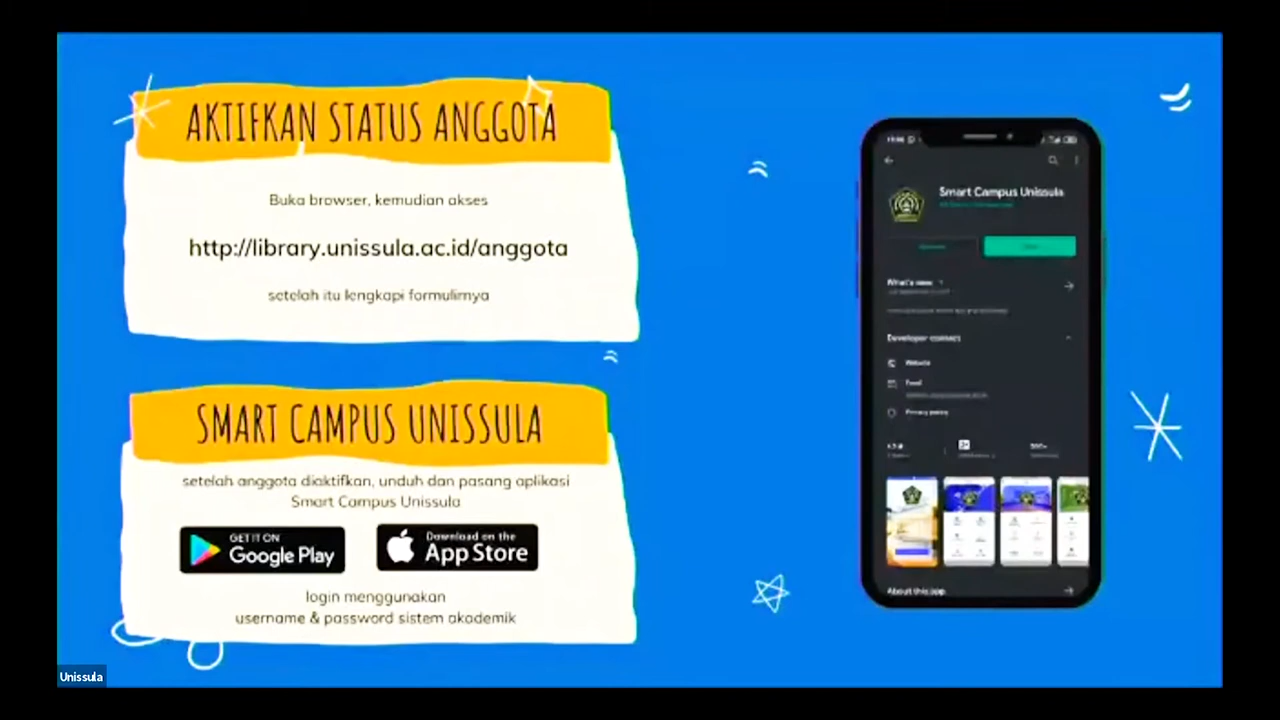 AKTIFKAN STATUS ANGGOTA
Buka browser, kemudian akses
http://library.unissula.ac.id/anggota
setelah itu lengkapi formulirnya
SMART CAMPUS UNISSULA
setelah anggota diaktifkan, unduh dan pasang aplikasi
Smart Campus Unissula
GET IT ON
Google Play
Download on the
App Store
login menggunakan
username & password sistem akademik
Smart Campus Unissula
What's new
Developer contact
Website
Email
Privacy policy
About this app
Unissula